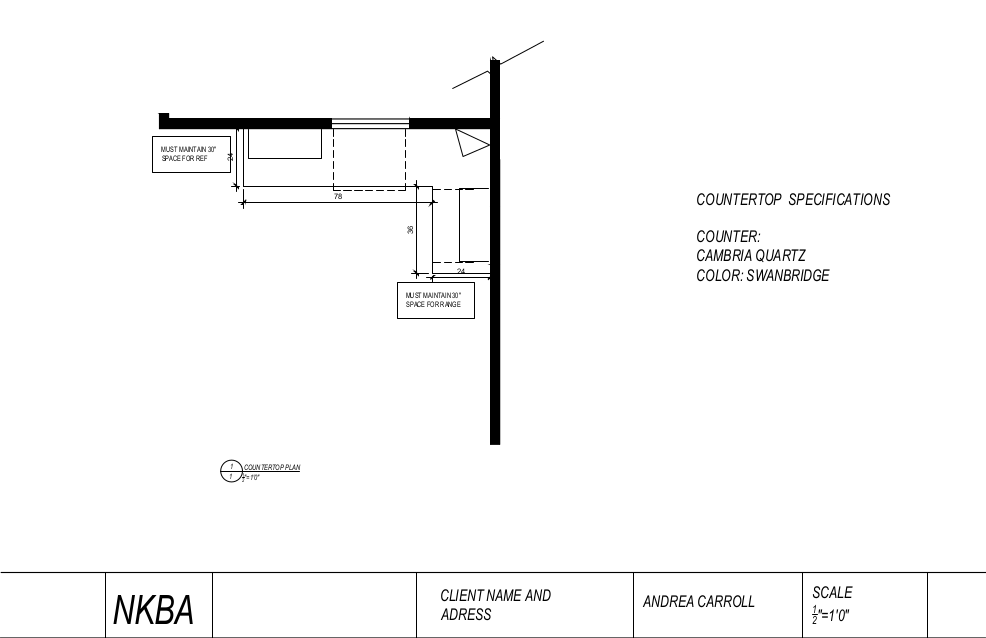 MUST MAINTAIN 30"
SPACE FOR REF
24
78
36
24
MUST MAINTAIN 30"
SPACE FOR RANGE
COUNTERTOP SPECIFICATIONS
COUNTER:
CAMBRIA QUARTZ
COLOR: SWANBRIDGE
1
COUNTERTOP PLAN
1
1/2"=1'0"
NKBA
CLIENT NAME AND
ADRESS
ANDREA CARROLL
SCALE
1/2"=1'0"